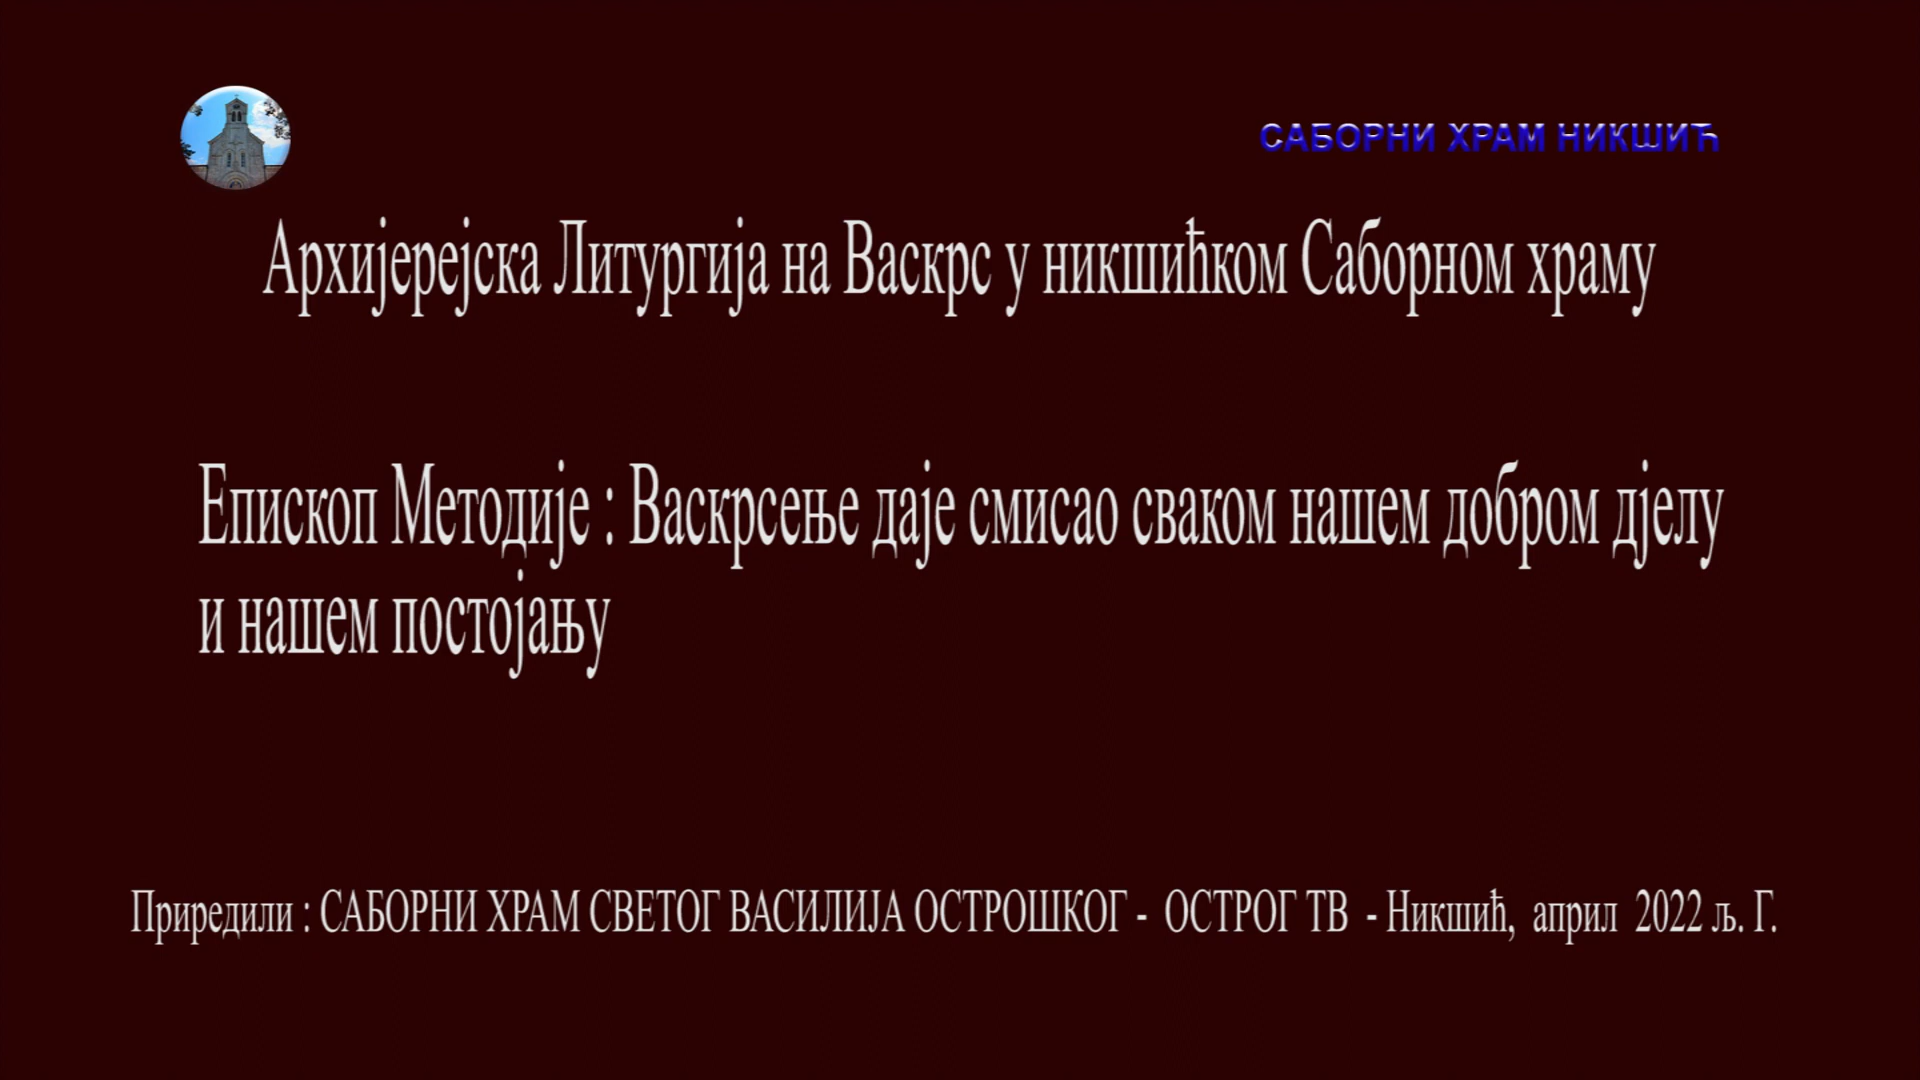 САБОРНИ ХРАМ НИКШИЋ
Архијерејска Литургија на Васкрс у никшићком Саборном храму
Епископ Методије : Васкрсење даје смисао сваком нашем добром дјелу
и нашем постојању
Приредили : САБОРНИ ХРАМ СВЕТОГ ВАСИЛИЈА ОСТРОШКОГ - ОСТРОГ ТВ - Никшић, април 2022 љ. Г.